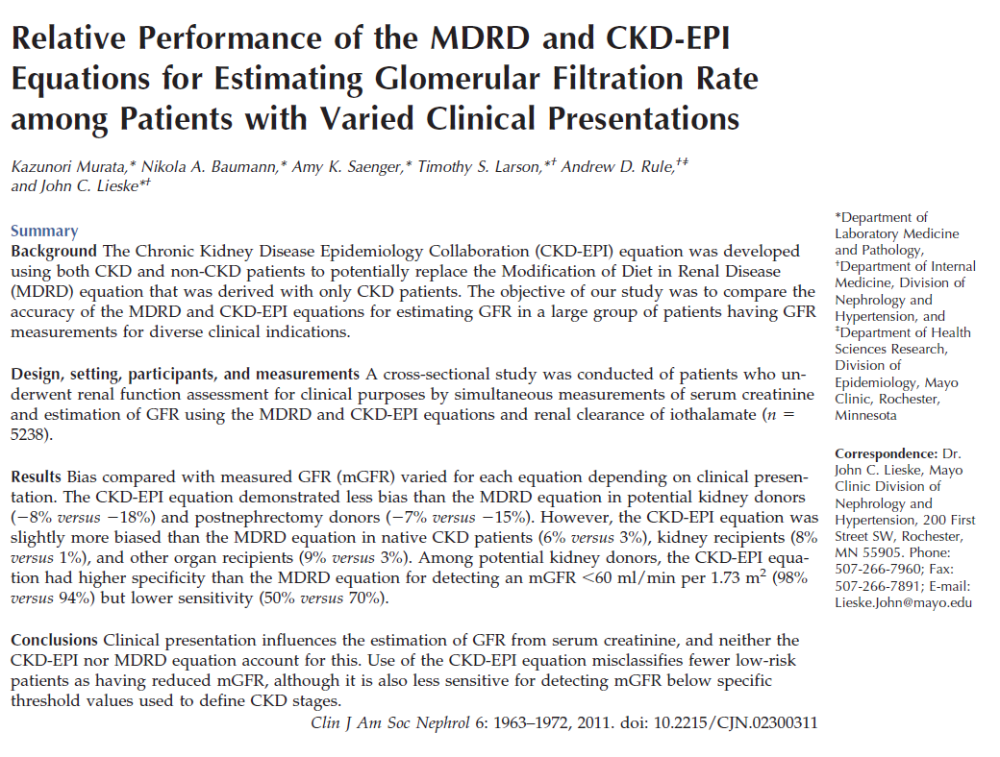 Relative Performance of the MDRD and CKD-EPI
Equations for Estimating Glomerular Filtration Rate
among Patients with Varied Clinical Presentations
Kazunori Murata,* Nikola A. Baumann,* Amy K. Saenger,* Timothy S. Larson,*† Andrew D. Rule,†‡
and John C. Lieske*†
Summary
Background The Chronic Kidney Disease Epidemiology Collaboration (CKD-EPI) equation was developed
using both CKD and non-CKD patients to potentially replace the Modification of Diet in Renal Disease
(MDRD) equation that was derived with only CKD patients. The objective of our study was to compare the
accuracy of the MDRD and CKD-EPI equations for estimating GFR in a large group of patients having GFR
measurements for diverse clinical indications.
Design, setting, participants, and measurements A cross-sectional study was conducted of patients who un-
derwent renal function assessment for clinical purposes by simultaneous measurements of serum creatinine
and estimation of GFR using the MDRD and CKD-EPI equations and renal clearance of iothalamate (n =
5238).
Results Bias compared with measured GFR (mGFR) varied for each equation depending on clinical presen-
tation. The CKD-EPI equation demonstrated less bias than the MDRD equation in potential kidney donors
(−8% versus −18%) and postnephrectomy donors (−7% versus −15%). However, the CKD-EPI equation was
slightly more biased than the MDRD equation in native CKD patients (6% versus 3%), kidney recipients (8%
versus 1%), and other organ recipients (9% versus 3%). Among potential kidney donors, the CKD-EPI equa-
tion had higher specificity than the MDRD equation for detecting an mGFR <60 ml/min per 1.73 m² (98%
versus 94%) but lower sensitivity (50% versus 70%).
Conclusions Clinical presentation influences the estimation of GFR from serum creatinine, and neither the
CKD-EPI nor MDRD equation account for this. Use of the CKD-EPI equation misclassifies fewer low-risk
patients as having reduced mGFR, although it is also less sensitive for detecting mGFR below specific
threshold values used to define CKD stages.
Clin J Am Soc Nephrol 6: 1963–1972, 2011. doi: 10.2215/CJN.02300311
*Department of
Laboratory Medicine
and Pathology,
†Department of Internal
Medicine, Division of
Nephrology and
Hypertension, and
‡Department of Health
Sciences Research,
Division of
Epidemiology, Mayo
Clinic, Rochester,
Minnesota
Correspondence: Dr.
John C. Lieske, Mayo
Clinic Division of
Nephrology and
Hypertension, 200 First
Street SW, Rochester,
MN 55905. Phone:
507-266-7960; Fax:
507-266-7891; E-mail:
Lieske.John@mayo.edu